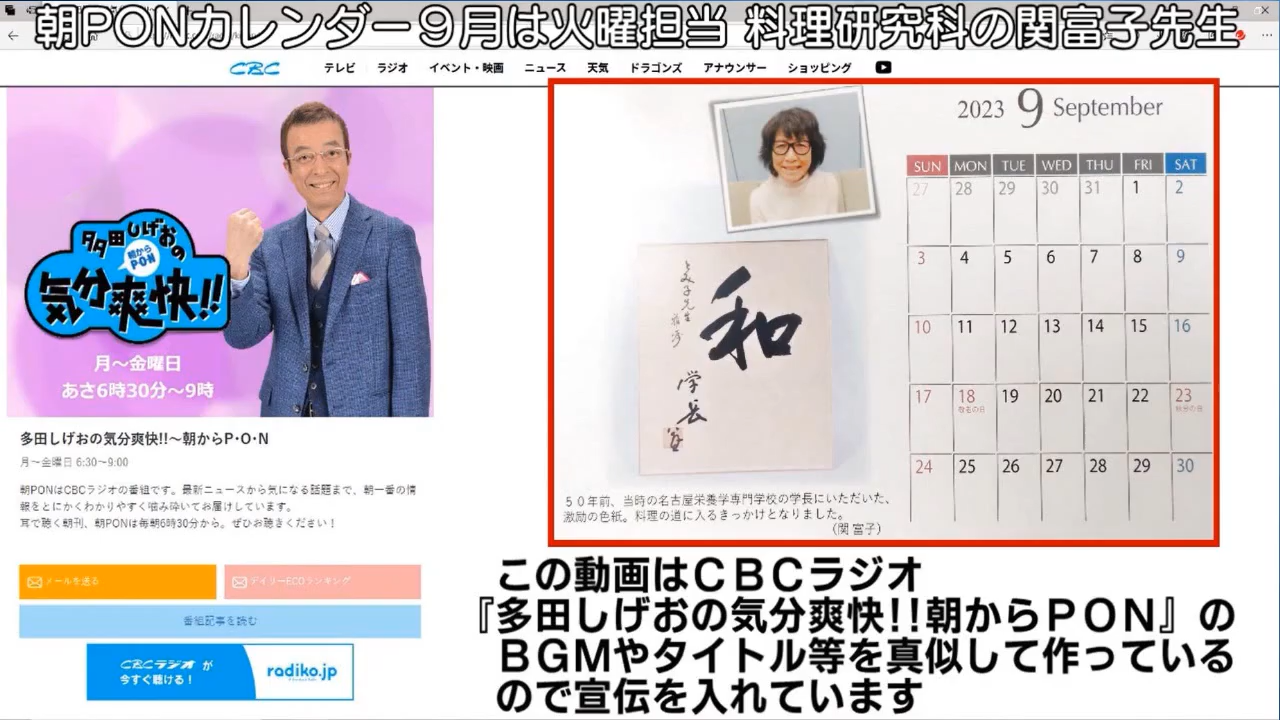 朝PONカレンダー９月は火曜担当 料理研究科の関富子先生
CBC
テレビ ラジオ イベント・映画 ニュース 天気 ドラゴンズ アナウンサー ショッピング
多田しげおの
朝から
P・O・N
気分爽快!!
月～金曜日
あさ6時30分～9時
多田しげおの気分爽快!!～朝からP・O・N
月～金曜日 6:30～9:00
朝PONはCBCラジオの番組です。最新ニュースから気になる話題まで、朝一番の情
報をとにかくわかりやすく噛み砕いてお届けしています。
耳で聴く朝刊、朝PONは毎朝6時30分から。ぜひお聴きください！
メールを送る
デイリーECOランキング
番組記事を読む
CBCラジオ が
今すぐ聴ける！
radiko.jp
2023 9 September
SUN MON TUE WED THU FRI SAT
27 28 29 30 31 1 2
3 4 5 6 7 8 9
10 11 12 13 14 15 16
17 18 19 20 21 22 23
敬老の日 秋分の日
24 25 26 27 28 29 30
和
学長
５０年前、当時の名古屋栄養学専門学校の学長にいただいた、
激励の色紙。料理の道に入るきっかけとなりました。
（関 富子）
この動画はＣＢＣラジオ
『多田しげおの気分爽快!!朝からＰＯＮ』の
ＢＧＭやタイトル等を真似して作っている
ので宣伝を入れています